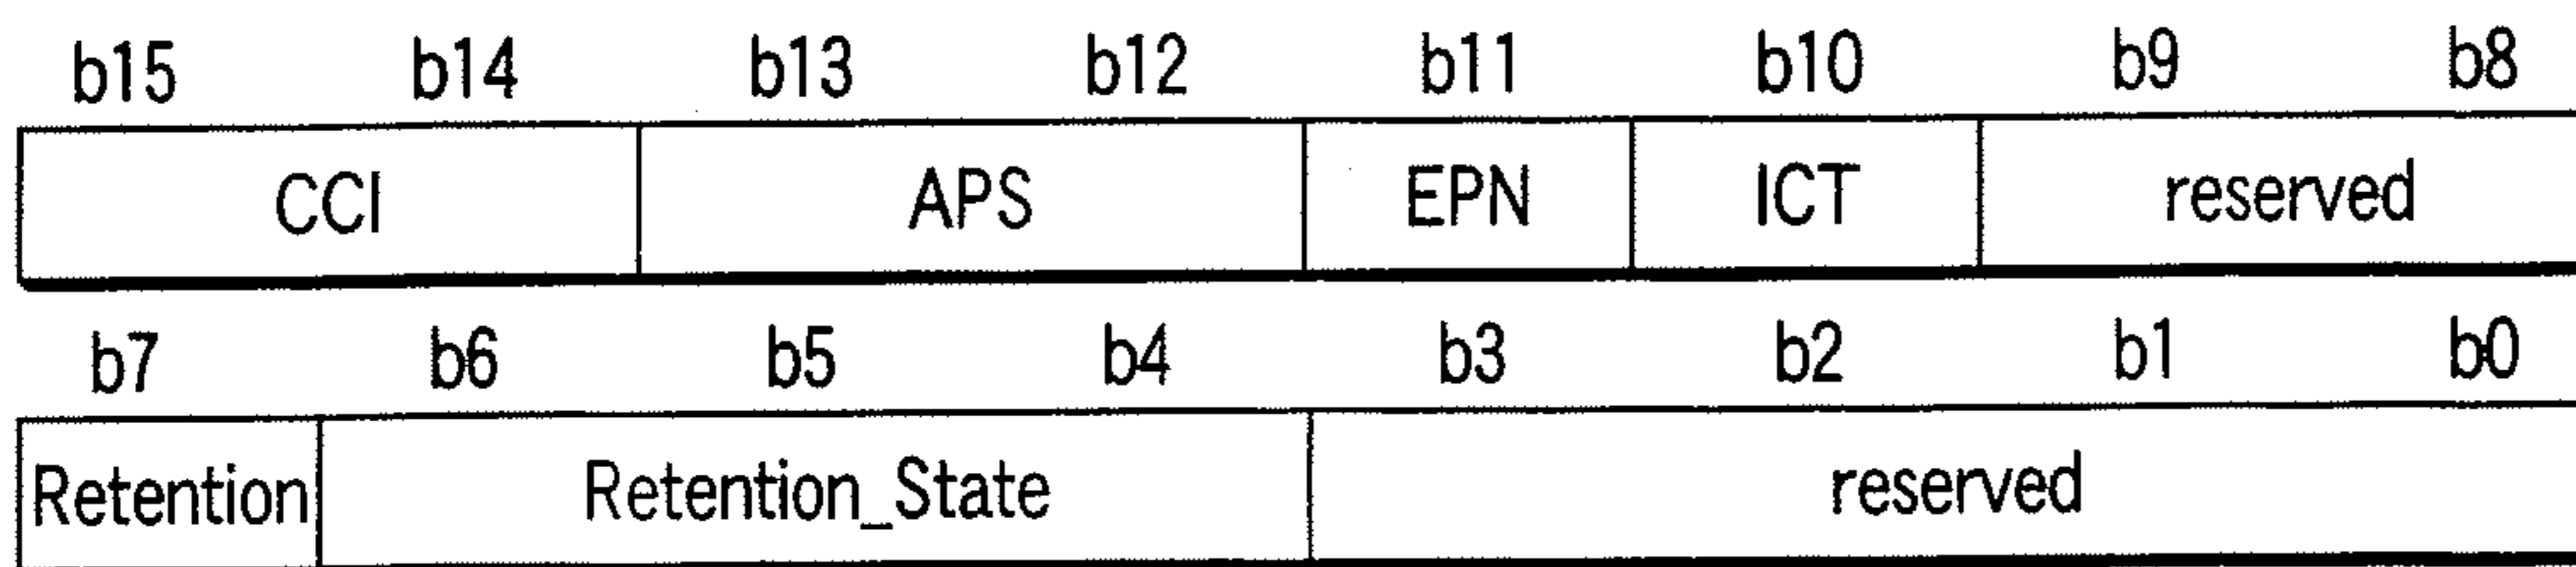 b15 b14 b13 b12 b11 b10 b9 b8
CCI APS EPN ICT reserved
b7 b6 b5 b4 b3 b2 b1 b0
Retention Retention_State reserved